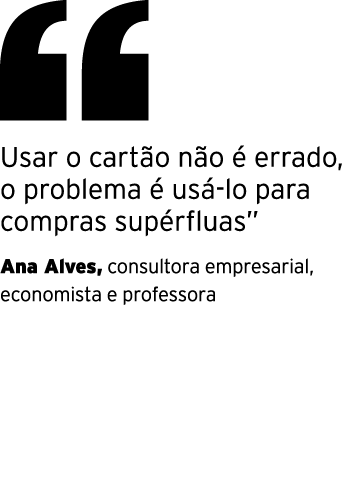 “
Usar o cartão não é errado,
o problema é usá-lo para
compras supérfluas”
Ana Alves, consultora empresarial,
economista e professora